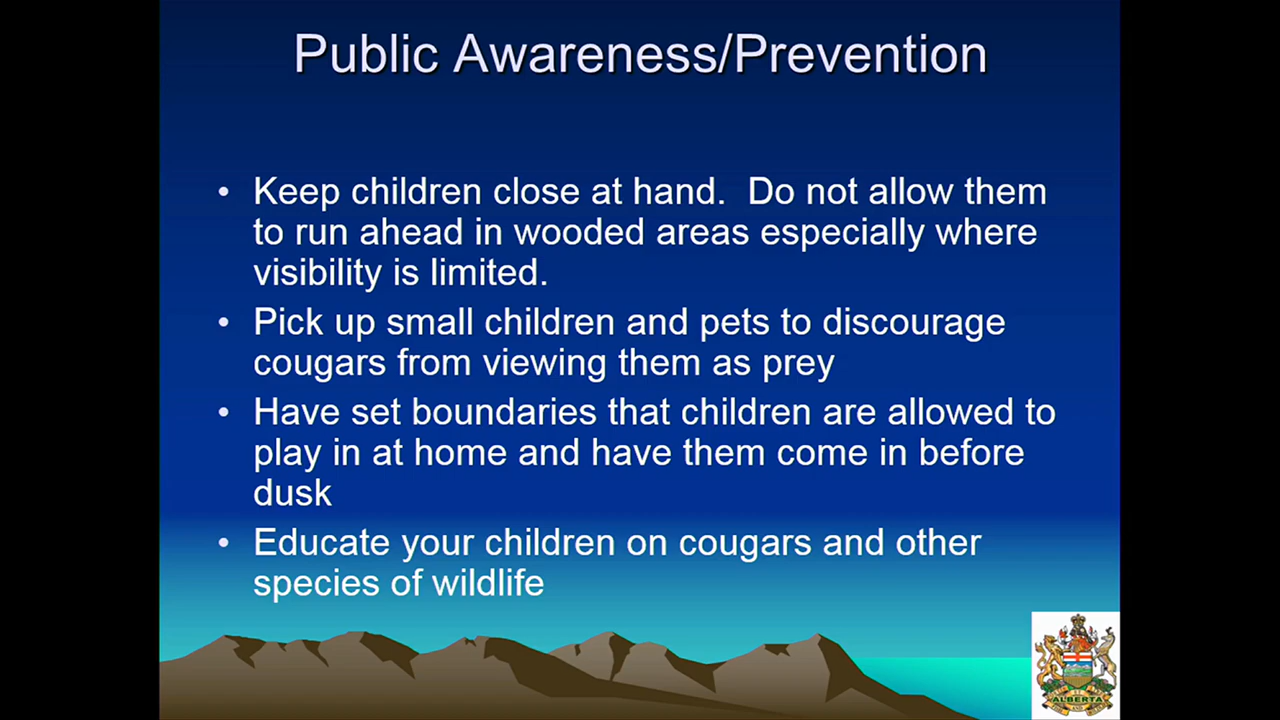 Public Awareness/Prevention
• Keep children close at hand.  Do not allow them
to run ahead in wooded areas especially where
visibility is limited.
• Pick up small children and pets to discourage
cougars from viewing them as prey
• Have set boundaries that children are allowed to
play in at home and have them come in before
dusk
• Educate your children on cougars and other
species of wildlife
ALBERTA